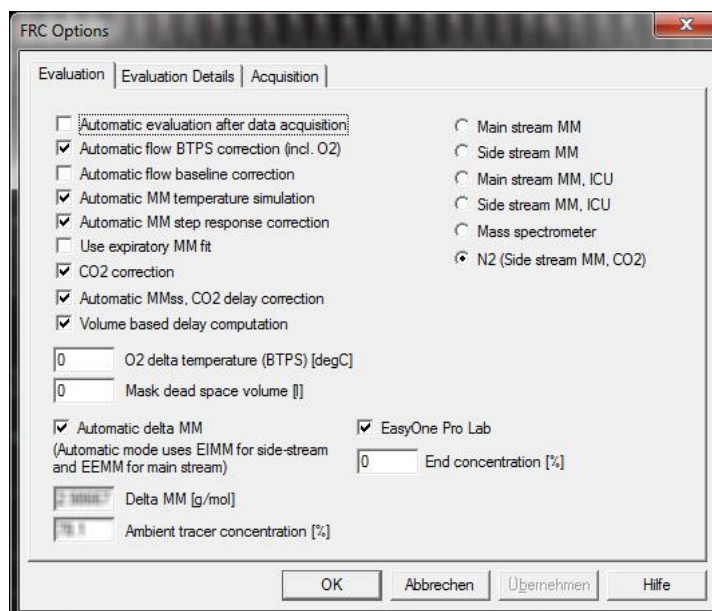 FRC Options
Evaluation
Evaluation Details
Acquisition
Automatic evaluation after data acquisition
Automatic flow BTPS correction (incl. O2)
Automatic flow baseline correction
Automatic MM temperature simulation
Automatic MM step response correction
Use expiratory MM fit
CO2 correction
Automatic MMss, CO2 delay correction
Volume based delay computation
Main stream MM
Side stream MM
Main stream MM, ICU
Side stream MM, ICU
Mass spectrometer
N2 (Side stream MM, CO2)
0 O2 delta temperature (BTPS) [degC]
0 Mask dead space volume [l]
Automatic delta MM
(Automatic mode uses EIMM for side-stream
and EEMM for main stream)
EasyOne Pro Lab
0 End concentration [%]
Delta MM [g/mol]
Ambient tracer concentration [%]
OK
Abbrechen
Übernehmen
Hilfe